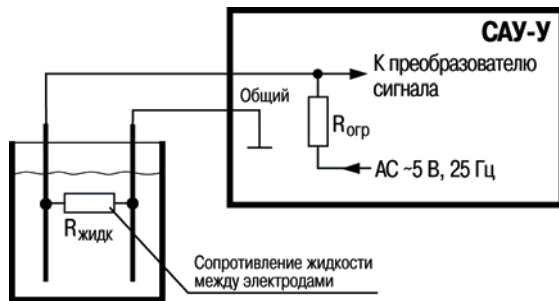 САУ-У
К преобразователю
сигнала
Общий
Rогр
АС ~5 В, 25 Гц
Rжидк
Сопротивление жидкости
между электродами